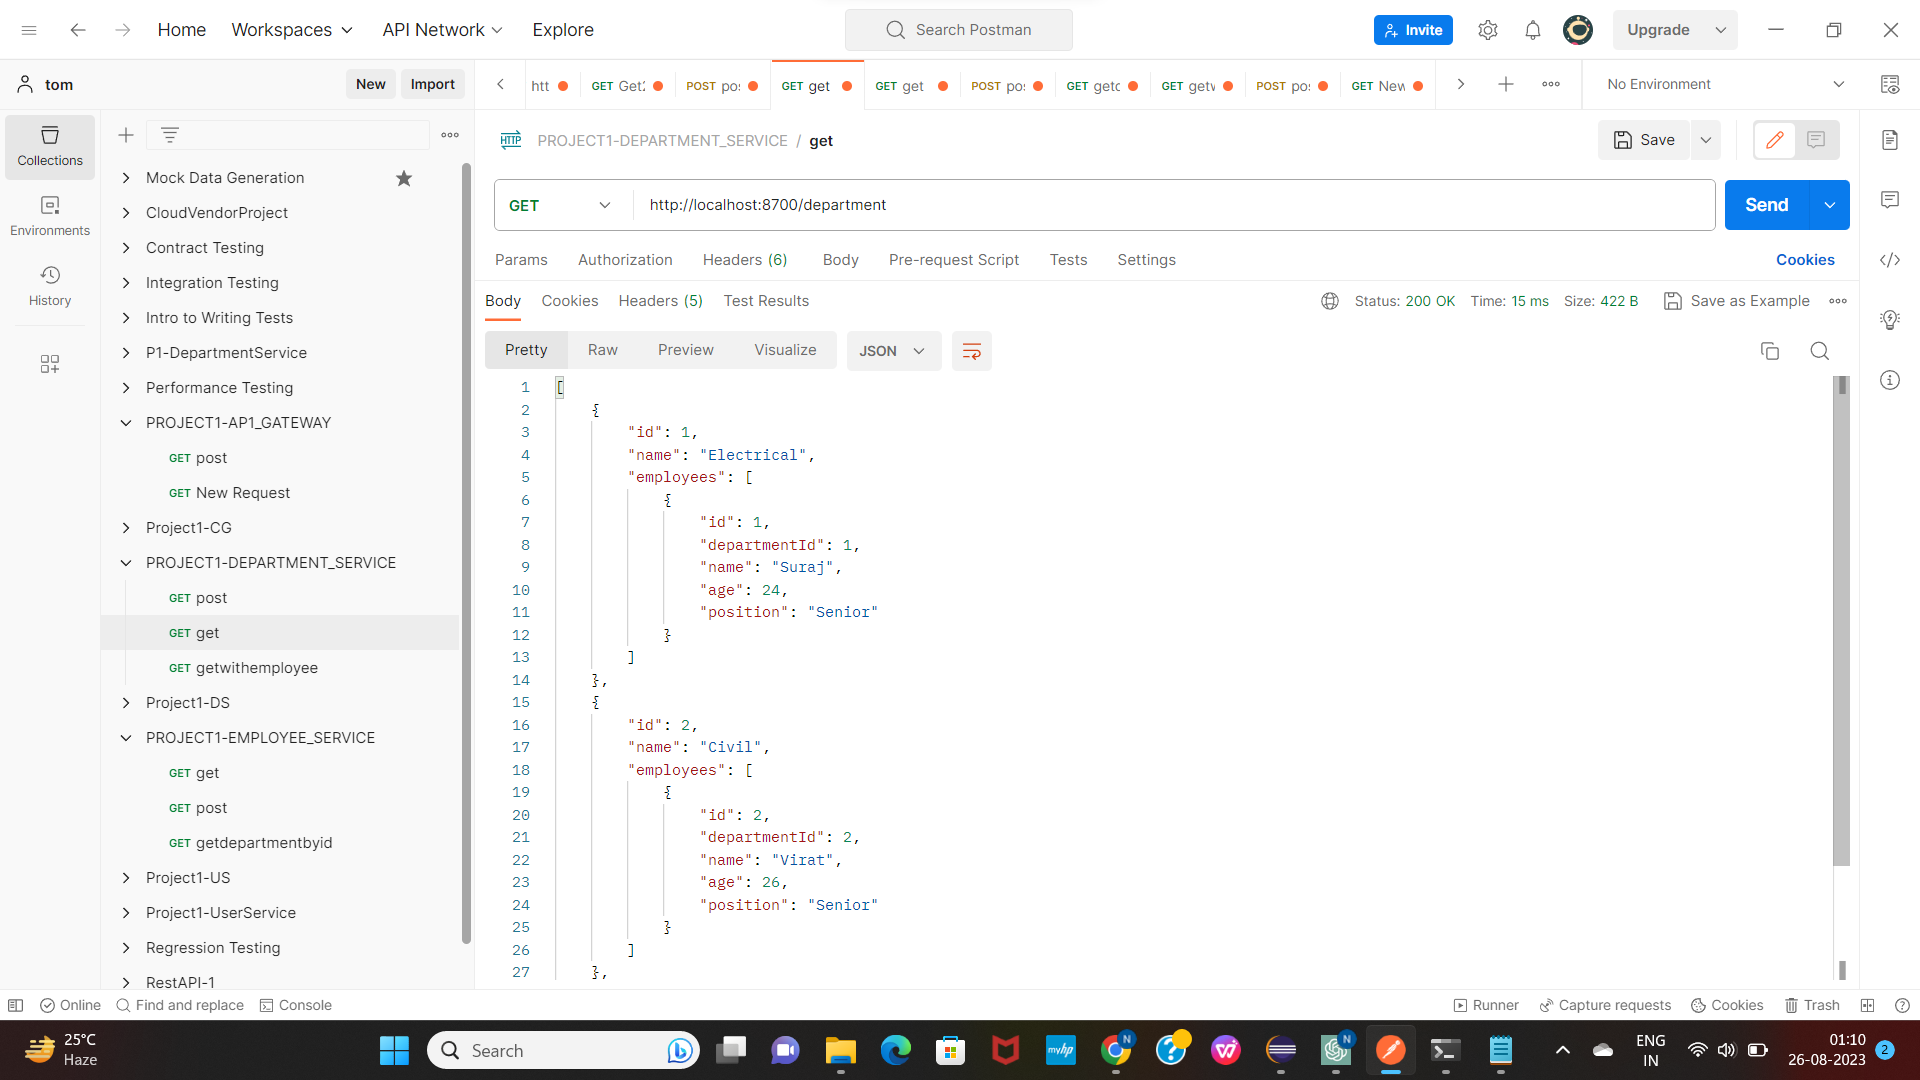 Home Workspaces API Network Explore Search Postman Invite Upgrade
tom New Import
htt GET Get: POST po: GET get GET get POST po: GET getc GET getv POST po: GET New No Environment
Collections
Environments
History
Mock Data Generation
CloudVendorProject
Contract Testing
Integration Testing
Intro to Writing Tests
P1-DepartmentService
Performance Testing
PROJECT1-AP1_GATEWAY
GET post
GET New Request
Project1-CG
PROJECT1-DEPARTMENT_SERVICE
GET post
GET get
GET getwithemployee
Project1-DS
PROJECT1-EMPLOYEE_SERVICE
GET get
GET post
GET getdepartmentbyid
Project1-US
Project1-UserService
Regression Testing
RestAPI-1
HTTP PROJECT1-DEPARTMENT_SERVICE / get Save
GET http://localhost:8700/department Send
Params Authorization Headers (6) Body Pre-request Script Tests Settings Cookies
Body Cookies Headers (5) Test Results Status: 200 OK Time: 15 ms Size: 422 B Save as Example
Pretty Raw Preview Visualize JSON
1 [
2 {
3 "id": 1,
4 "name": "Electrical",
5 "employees": [
6 {
7 "id": 1,
8 "departmentId": 1,
9 "name": "Suraj",
10 "age": 24,
11 "position": "Senior"
12 }
13 ]
14 },
15 {
16 "id": 2,
17 "name": "Civil",
18 "employees": [
19 {
20 "id": 2,
21 "departmentId": 2,
22 "name": "Virat",
23 "age": 26,
24 "position": "Senior"
25 }
26 ]
27 },
Online Find and replace Console Runner Capture requests Cookies Trash
25°C
Haze
Search
myhp
N
N
ENG
IN
01:10
26-08-2023
2